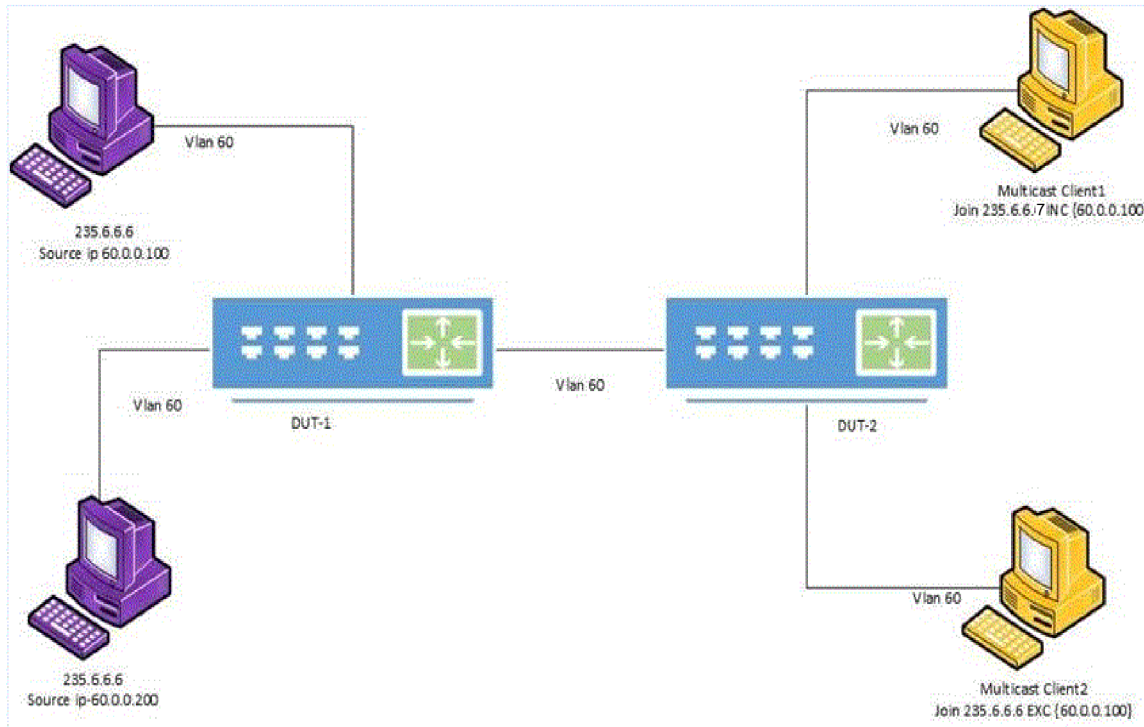 Vlan 60
235.6.6.6
Source ip 60.0.0.100
Vlan 60
Multicast Client1
Join 235.6.6.7 INC {60.0.0.100
Vlan 60
DUT-1
Vlan 60
DUT-2
235.6.6.6
Source ip-60.0.0.200
Vlan 60
Multicast Client2
Join 235.6.6.6 EXC {60.0.0.100}